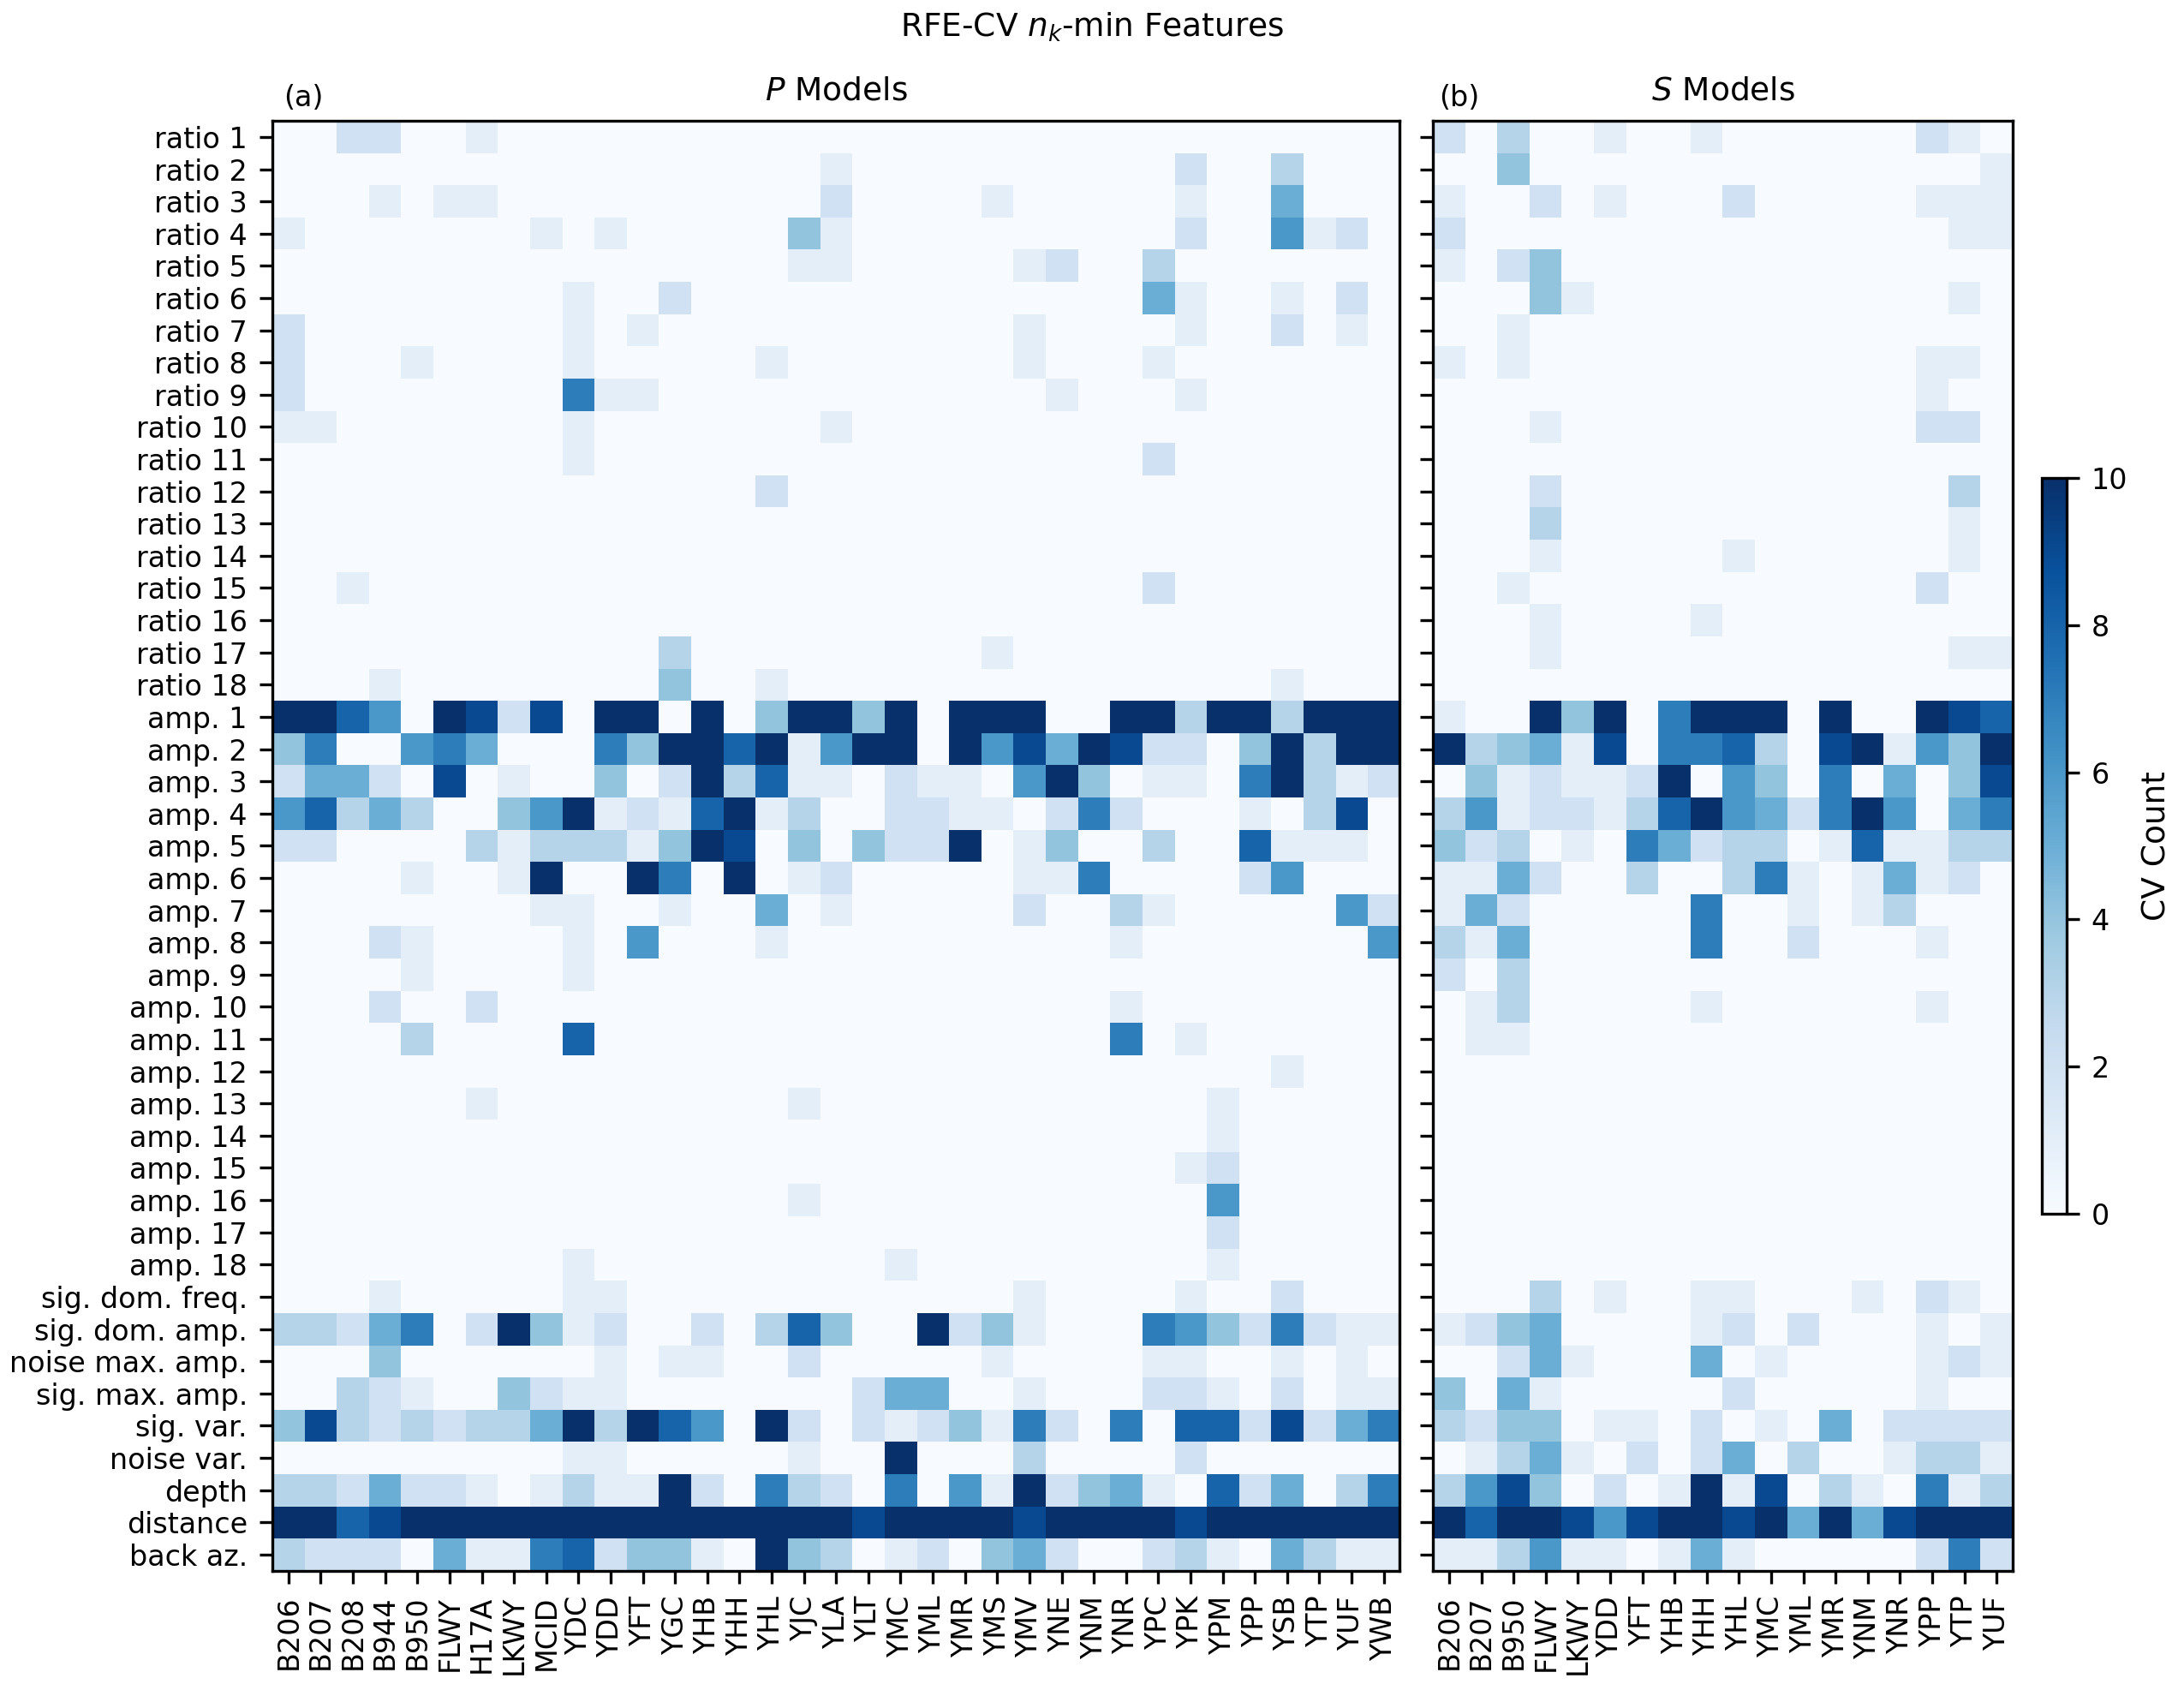 RFE-CV n_k-min Features
(a)
P Models
(b)
S Models
ratio 1
ratio 2
ratio 3
ratio 4
ratio 5
ratio 6
ratio 7
ratio 8
ratio 9
ratio 10
ratio 11
ratio 12
ratio 13
ratio 14
ratio 15
ratio 16
ratio 17
ratio 18
amp. 1
amp. 2
amp. 3
amp. 4
amp. 5
amp. 6
amp. 7
amp. 8
amp. 9
amp. 10
amp. 11
amp. 12
amp. 13
amp. 14
amp. 15
amp. 16
amp. 17
amp. 18
sig. dom. freq.
sig. dom. amp.
noise max. amp.
sig. max. amp.
sig. var.
noise var.
depth
distance
back az.
B206
B207
B208
B944
B950
FLWY
H17A
LKWY
MCID
YDC
YDD
YFT
YGC
YHB
YHH
YHL
YJC
YLA
YLT
YMC
YML
YMR
YMS
YMV
YNE
YNM
YNR
YPC
YPK
YPM
YPP
YSB
YTP
YUF
YWB
B206
B207
B950
FLWY
LKWY
YDD
YFT
YHB
YHH
YHL
YMC
YML
YMR
YNM
YNR
YPP
YTP
YUF
10
8
6
4
2
0
CV Count